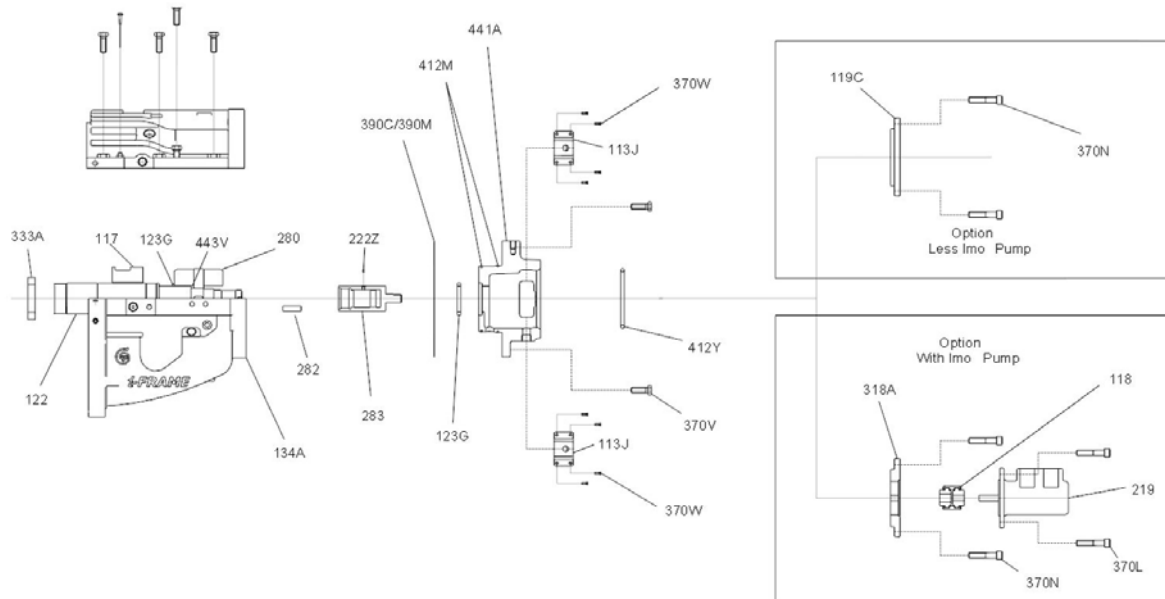 441A
412M
370W
390C/390M
113J
119C
370N
Option
Less Imo Pump
333A
117
123G
443V
280
222Z
122
1-FRAME
282
283
123G
412Y
134A
370V
113J
370W
Option
With Imo Pump
318A
118
219
370N
370L